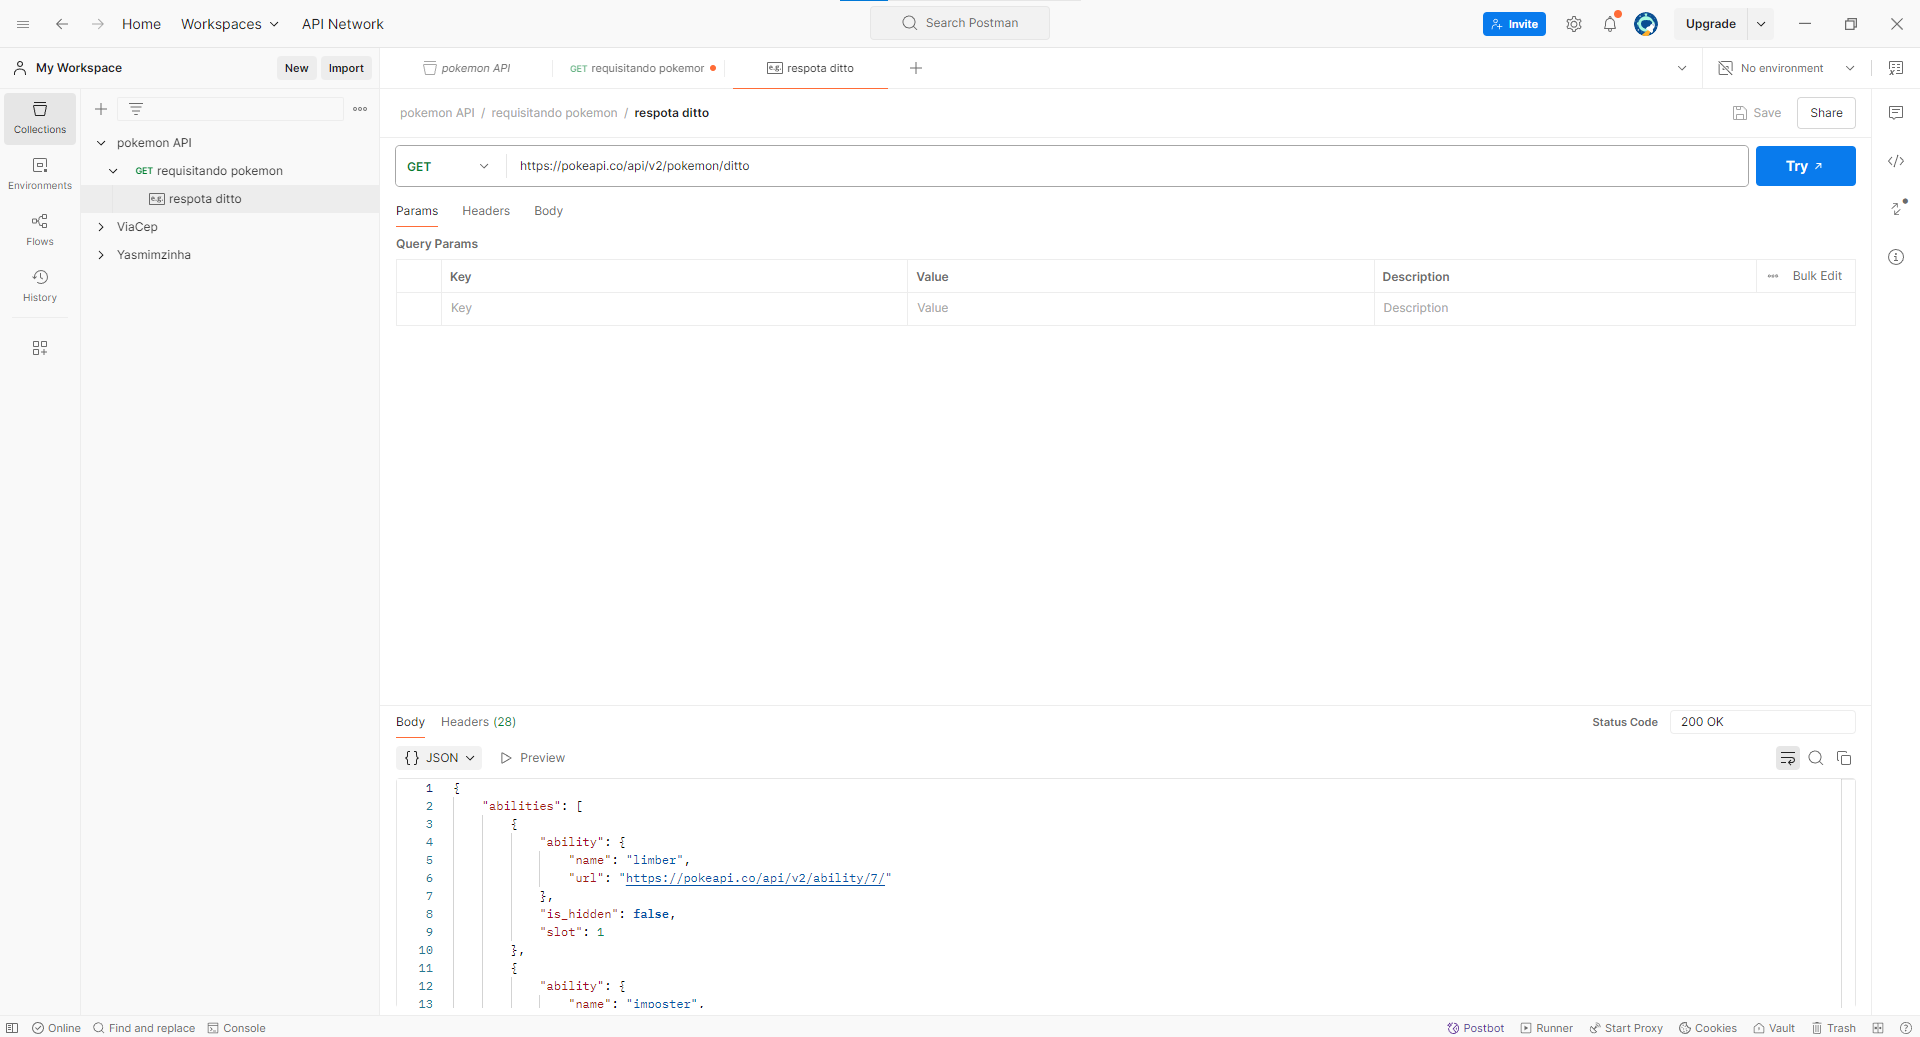 Home Workspaces API Network Search Postman Invite Upgrade
My Workspace New Import pokemon API GET requisitando pokemor respota ditto No environment
Collections
Environments
Flows
History
pokemon API
GET requisitando pokemon
e.g. respota ditto
ViaCep
Yasmimzinha
pokemon API / requisitando pokemon / respota ditto Save Share
GET https://pokeapi.co/api/v2/pokemon/ditto Try
Params Headers Body
Query Params
Key Value Description Bulk Edit
Key Value Description
Body Headers (28) Status Code 200 OK
{} JSON Preview
1 {
2 "abilities": [
3 {
4 "ability": {
5 "name": "limber",
6 "url": "https://pokeapi.co/api/v2/ability/7/"
7 },
8 "is_hidden": false,
9 "slot": 1
10 },
11 {
12 "ability": {
13 "name": "imposter",
Online Find and replace Console Postbot Runner Start Proxy Cookies Vault Trash